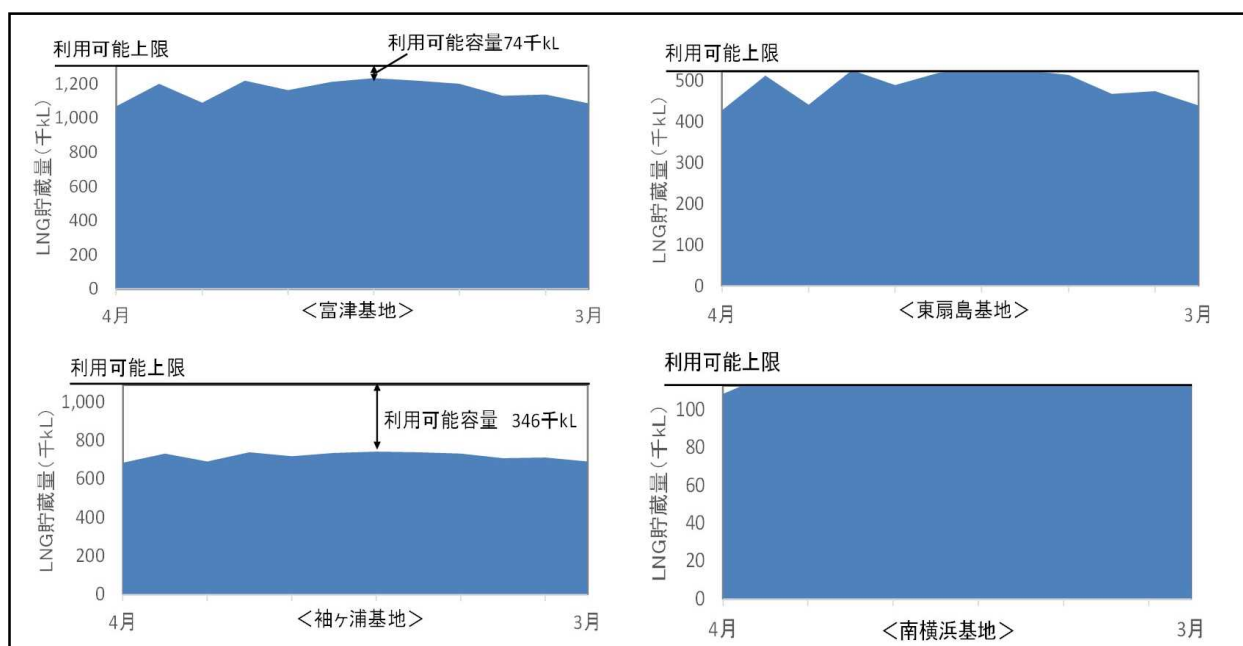 利用可能上限
利用可能容量74千kL
LNG貯蔵量(千kL)
1,200
1,000
800
600
400
200
0
4月
<富津基地>
3月
利用可能上限
LNG貯蔵量(千kL)
500
400
300
200
100
0
4月
<東扇島基地>
3月
利用可能上限
利用可能容量 346千kL
LNG貯蔵量(千kL)
1,000
800
600
400
200
0
4月
<袖ヶ浦基地>
3月
利用可能上限
LNG貯蔵量(千kL)
100
80
60
40
20
0
4月
<南横浜基地>
3月